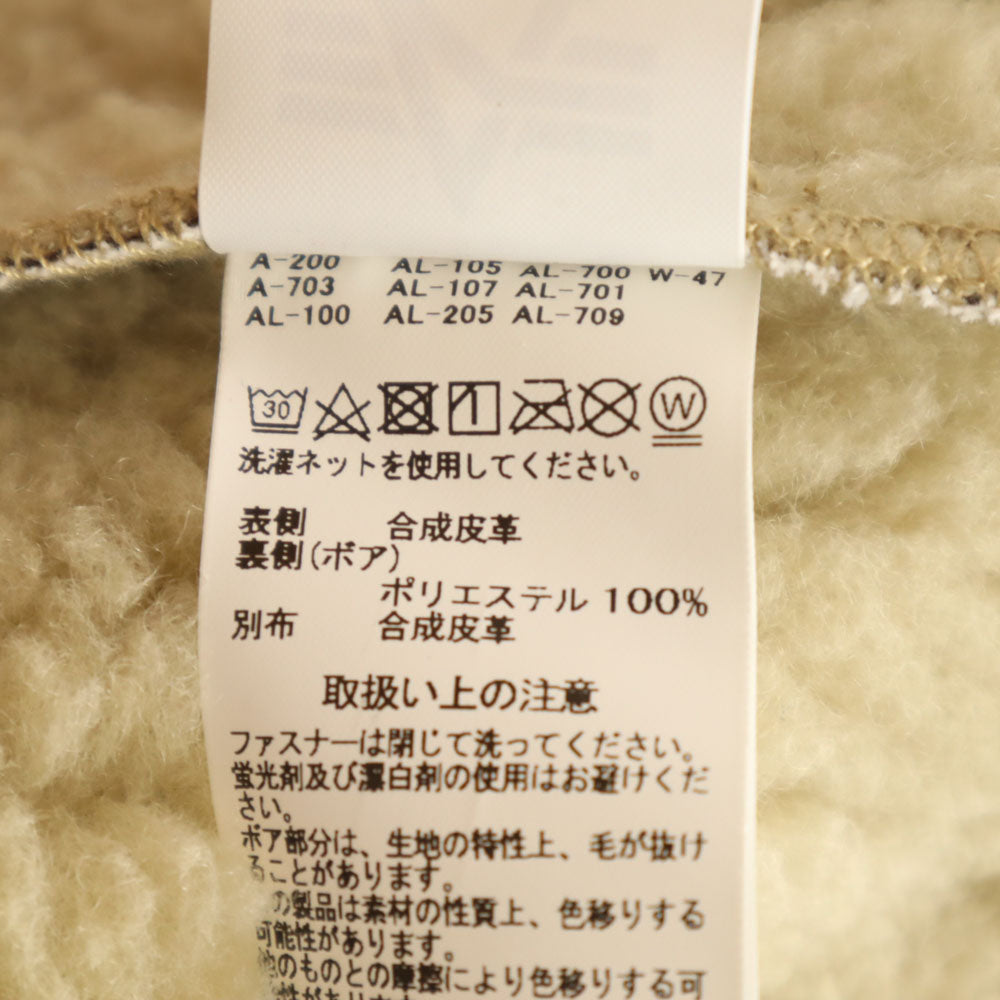 A-200 AL-105 AL-700 W-47
A-703 AL-107 AL-701
AL-100 AL-205 AL-709
30 W
洗濯ネットを使用してください。
表側 合成皮革
裏側(ボア)
ポリエステル 100%
別布 合成皮革
取扱い上の注意
ファスナーは閉じて洗ってください。
蛍光剤及び漂白剤の使用はお避けくだ
さい。
ボア部分は、生地の特性上、毛が抜け
ることがあります。
の製品は素材の性質上、色移りする
可能性があります。
他のものとの摩擦により色移りする可
性があります